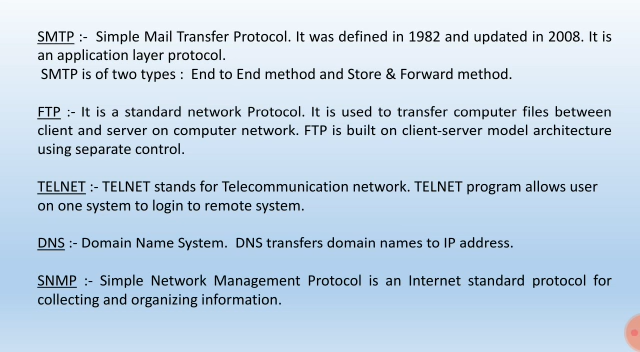 SMTP :- Simple Mail Transfer Protocol. It was defined in 1982 and updated in 2008. It is
an application layer protocol.
SMTP is of two types : End to End method and Store & Forward method.
FTP :- It is a standard network Protocol. It is used to transfer computer files between
client and server on computer network. FTP is built on client-server model architecture
using separate control.
TELNET :- TELNET stands for Telecommunication network. TELNET program allows user
on one system to login to remote system.
DNS :- Domain Name System. DNS transfers domain names to IP address.
SNMP :- Simple Network Management Protocol is an Internet standard protocol for
collecting and organizing information.